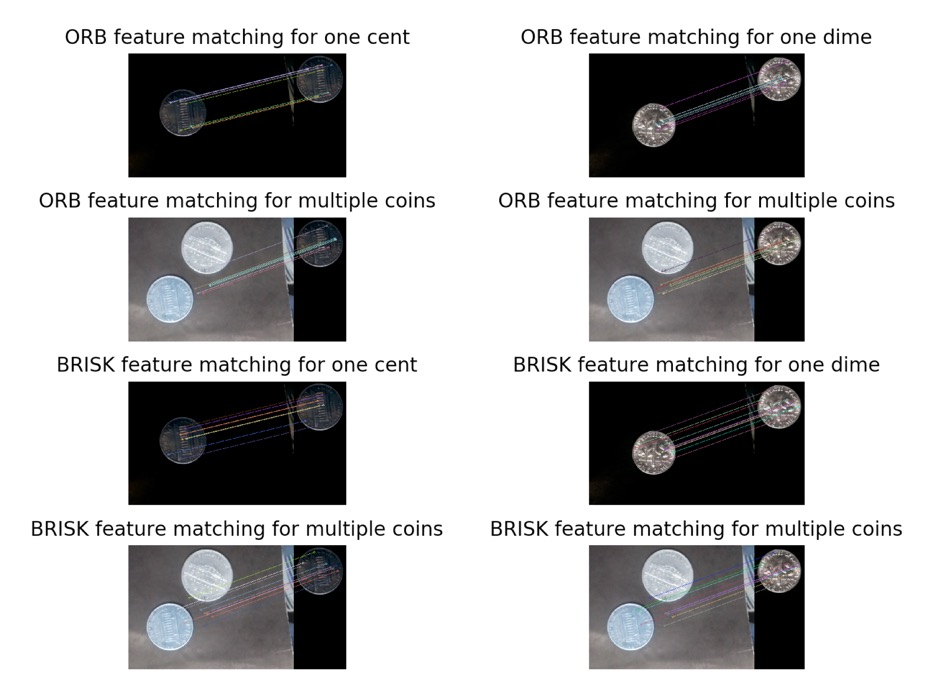 ORB feature matching for one cent
ORB feature matching for one dime
ORB feature matching for multiple coins
ORB feature matching for multiple coins
BRISK feature matching for one cent
BRISK feature matching for one dime
BRISK feature matching for multiple coins
BRISK feature matching for multiple coins